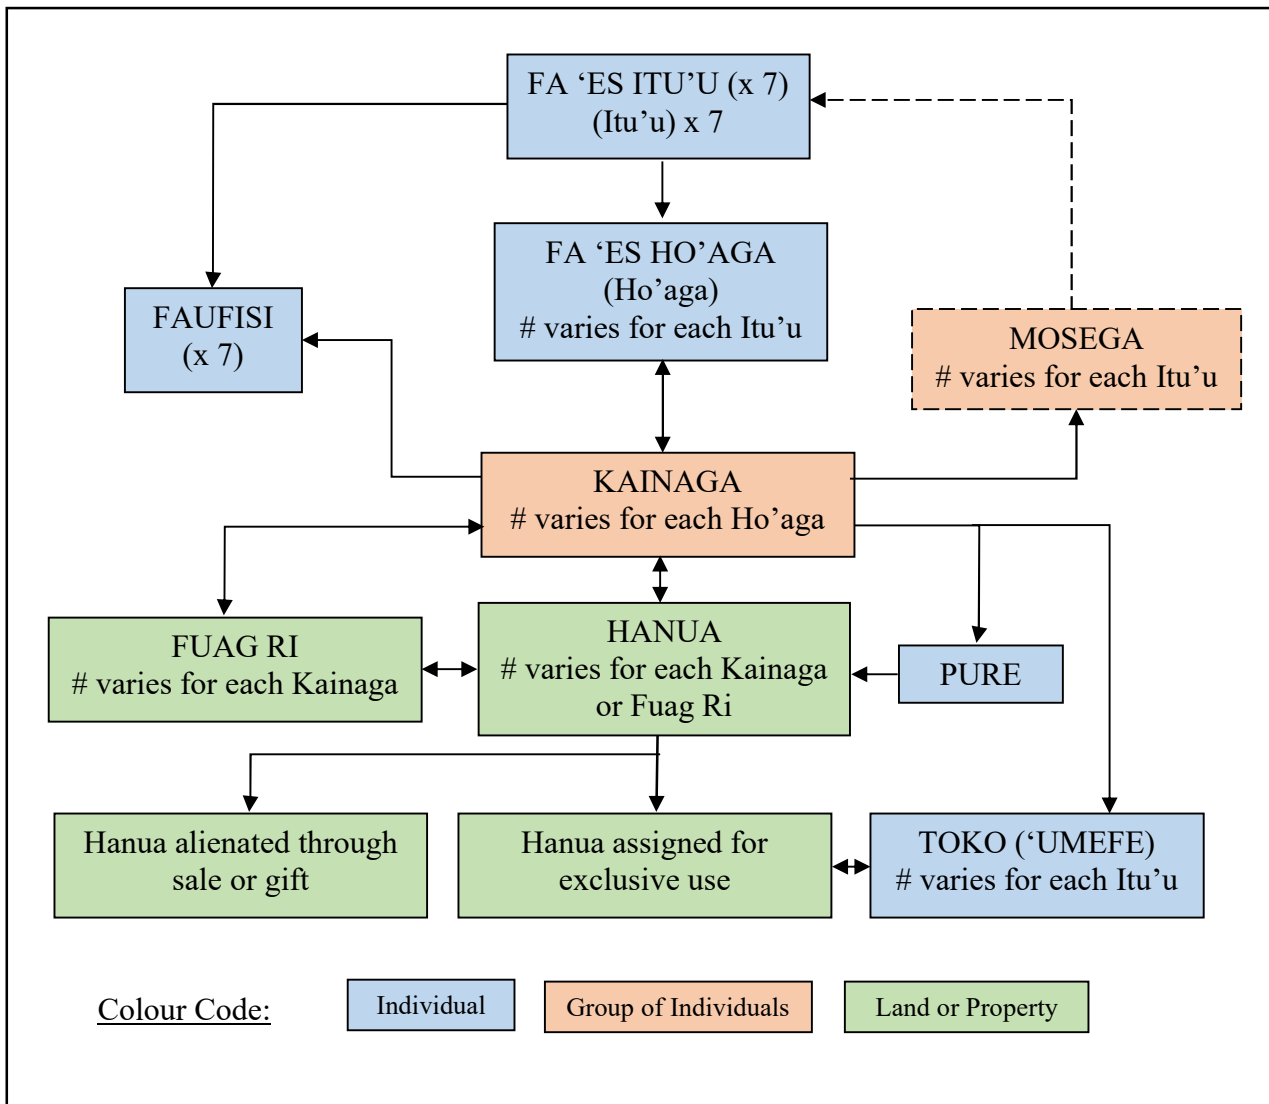 FA ‘ES ITU’U (x 7)
(Itu’u) x 7
FA ‘ES HO’AGA
(Ho’aga)
# varies for each Itu’u
FAUFISI
(x 7)
MOSEGA
# varies for each Itu’u
KAINAGA
# varies for each Ho’aga
FUAG RI
# varies for each Kainaga
HANUA
# varies for each Kainaga
or Fuag Ri
PURE
Hanua alienated through
sale or gift
Hanua assigned for
exclusive use
TOKO (‘UMEFE)
# varies for each Itu’u
Colour Code:
Individual
Group of Individuals
Land or Property